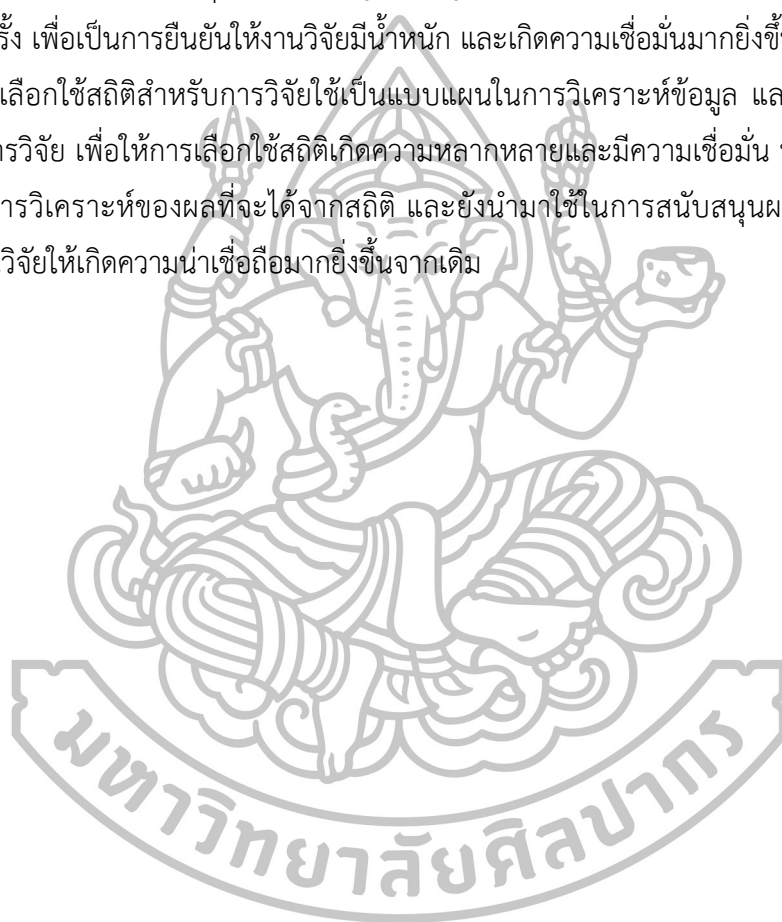 รั้ง เพื่อเป็นการยืนยันให้งานวิจัยมีน้ำหนัก และเกิดความเชื่อมั่นมากยิ่งขึ้
เลือกใช้สถิติสำหรับการวิจัยใช้เป็นแบบแผนในการวิเคราะห์ข้อมูล แล
ารวิจัย เพื่อให้การเลือกใช้สถิติเกิดความหลากหลายและมีความเชื่อมั่น
ารวิเคราะห์ของผลที่จะได้จากสถิติ และยังนำมาใช้ในการสนับสนุนผ
วิจัยให้เกิดความน่าเชื่อถือมากยิ่งขึ้นจากเดิม
มหาวิทยาลัยศิลปากร